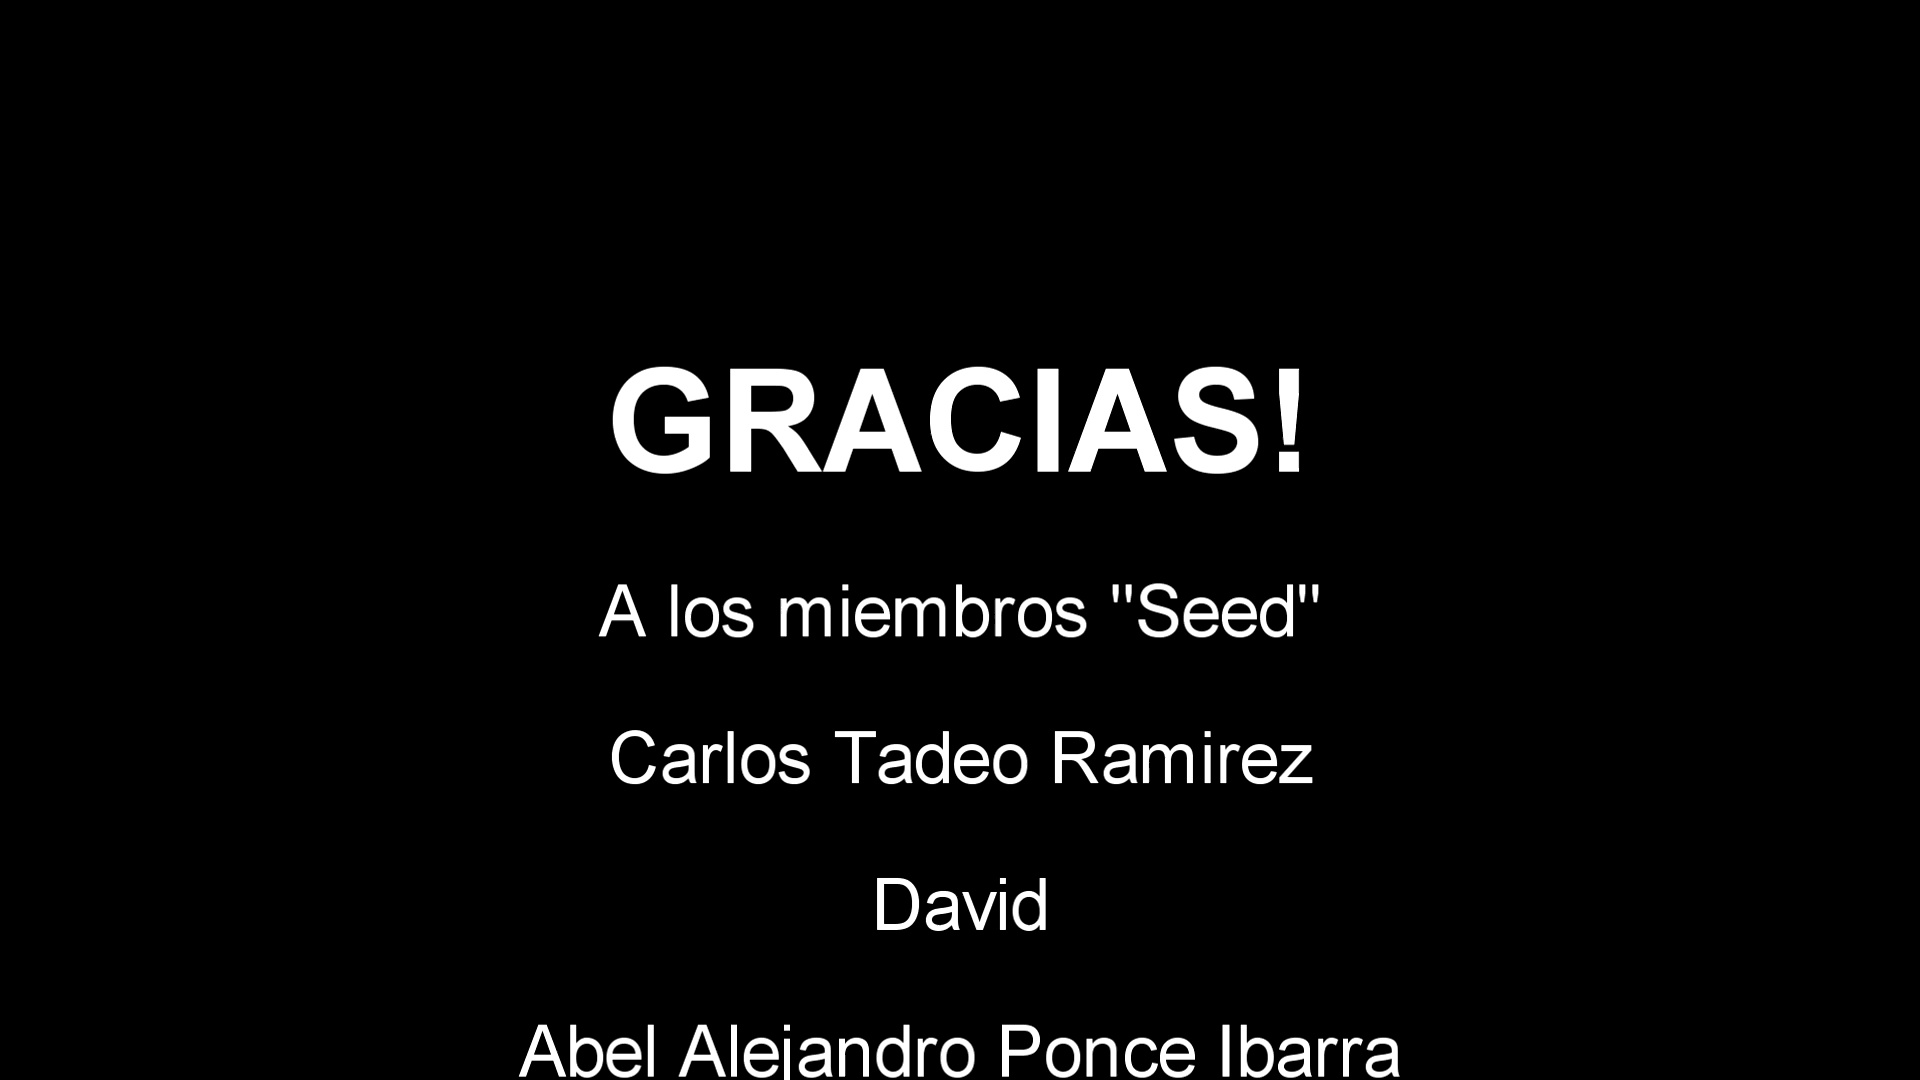 GRACIAS!
A los miembros "Seed"
Carlos Tadeo Ramirez
David
Abel Alejandro Ponce Ibarra